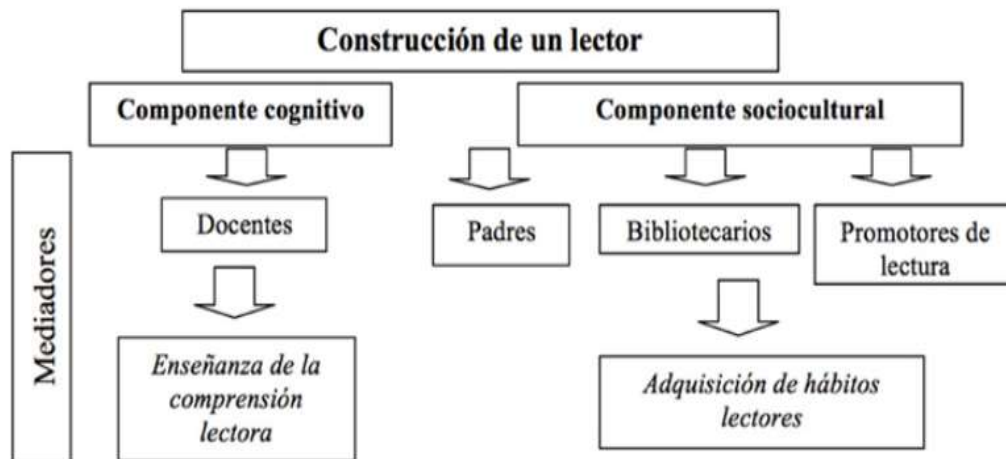 Construcción de un lector
Componente cognitivo
Componente sociocultural
Mediadores
Docentes
Padres
Bibliotecarios
Promotores de
lectura
Enseñanza de la
comprensión
lectora
Adquisición de hábitos
lectores